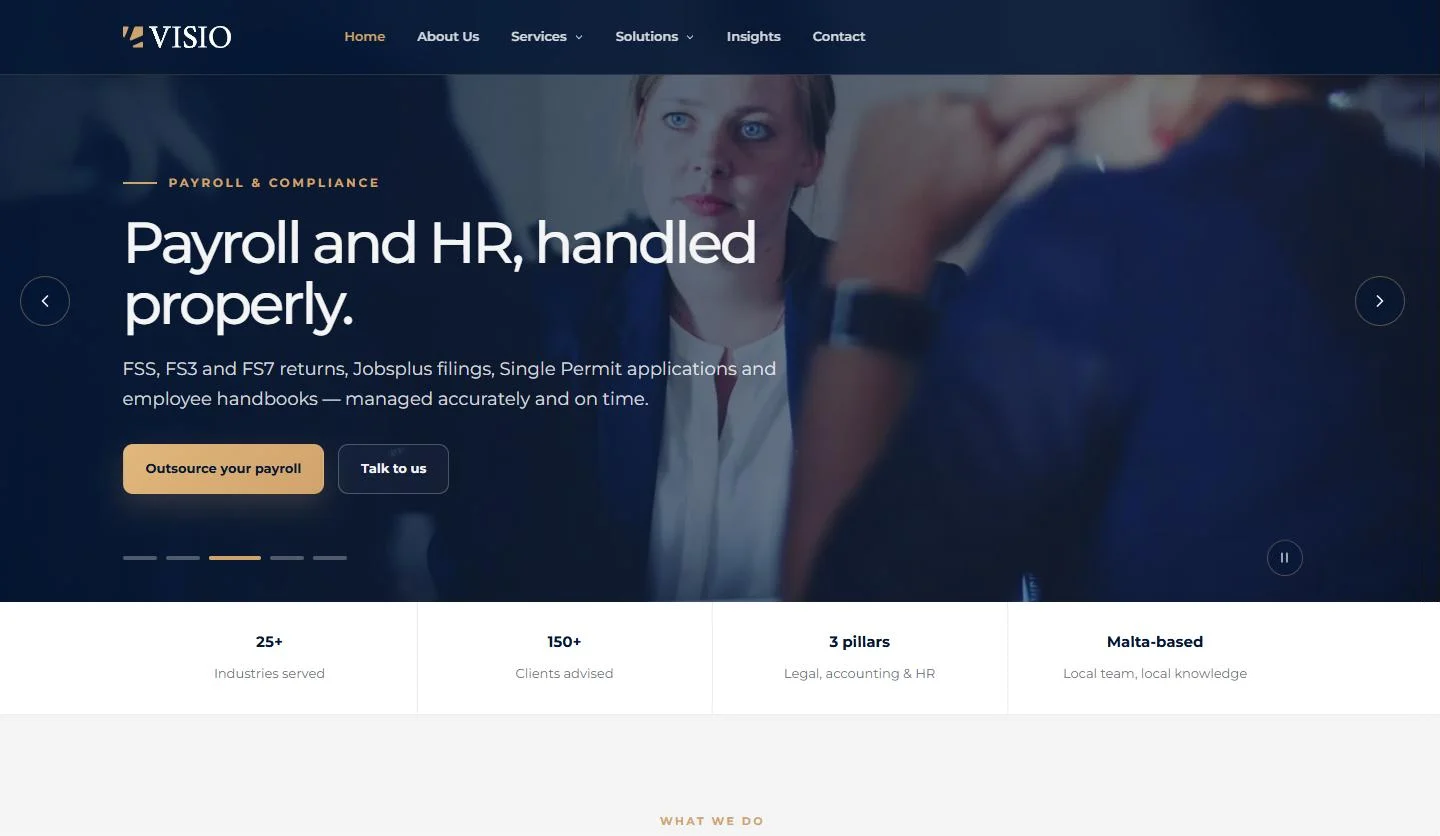 VISIO
Home
About Us
Services
Solutions
Insights
Contact
PAYROLL & COMPLIANCE
Payroll and HR, handled
properly.
FSS, FS3 and FS7 returns, Jobsplus filings, Single Permit applications and
employee handbooks — managed accurately and on time.
Outsource your payroll
Talk to us
25+
Industries served
150+
Clients advised
3 pillars
Legal, accounting & HR
Malta-based
Local team, local knowledge
WHAT WE DO